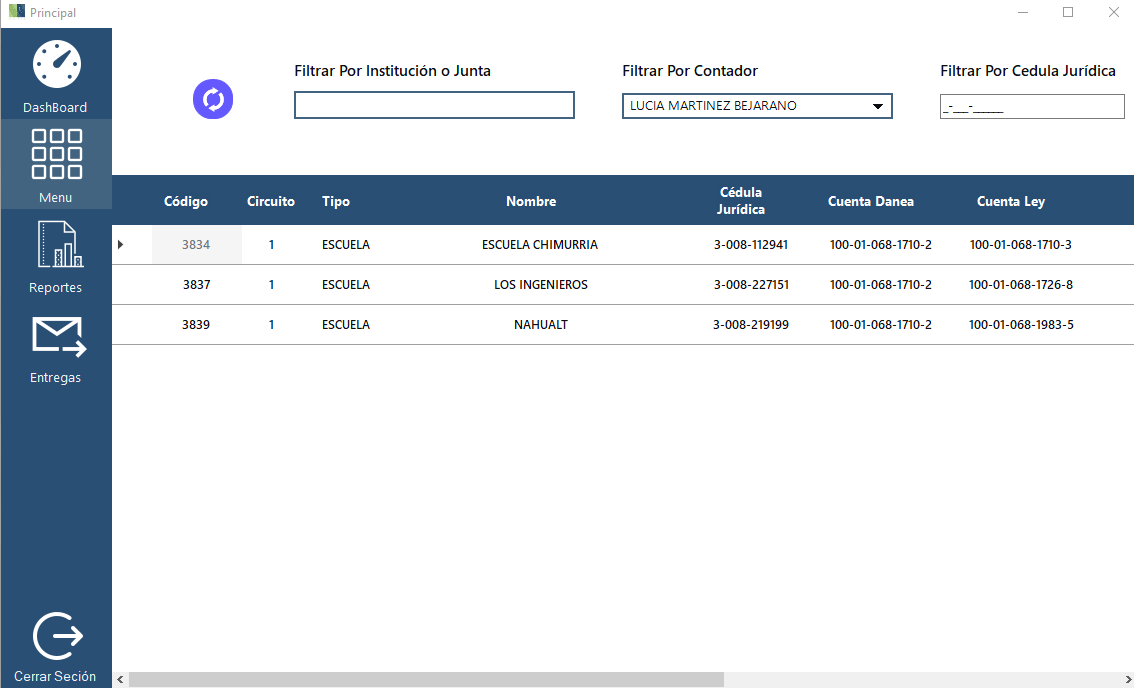 Principal
DashBoard
Menu
Reportes
Entregas
Cerrar Seción
Filtrar Por Institución o Junta
Filtrar Por Contador
LUCIA MARTINEZ BEJARANO
Filtrar Por Cedula Jurídica
_-___-______
Código Circuito Tipo Nombre Cédula Jurídica Cuenta Danea Cuenta Ley
3834 1 ESCUELA ESCUELA CHIMURRIA 3-008-112941 100-01-068-1710-2 100-01-068-1710-3
3837 1 ESCUELA LOS INGENIEROS 3-008-227151 100-01-068-1710-2 100-01-068-1726-8
3839 1 ESCUELA NAHUALT 3-008-219199 100-01-068-1710-2 100-01-068-1983-5